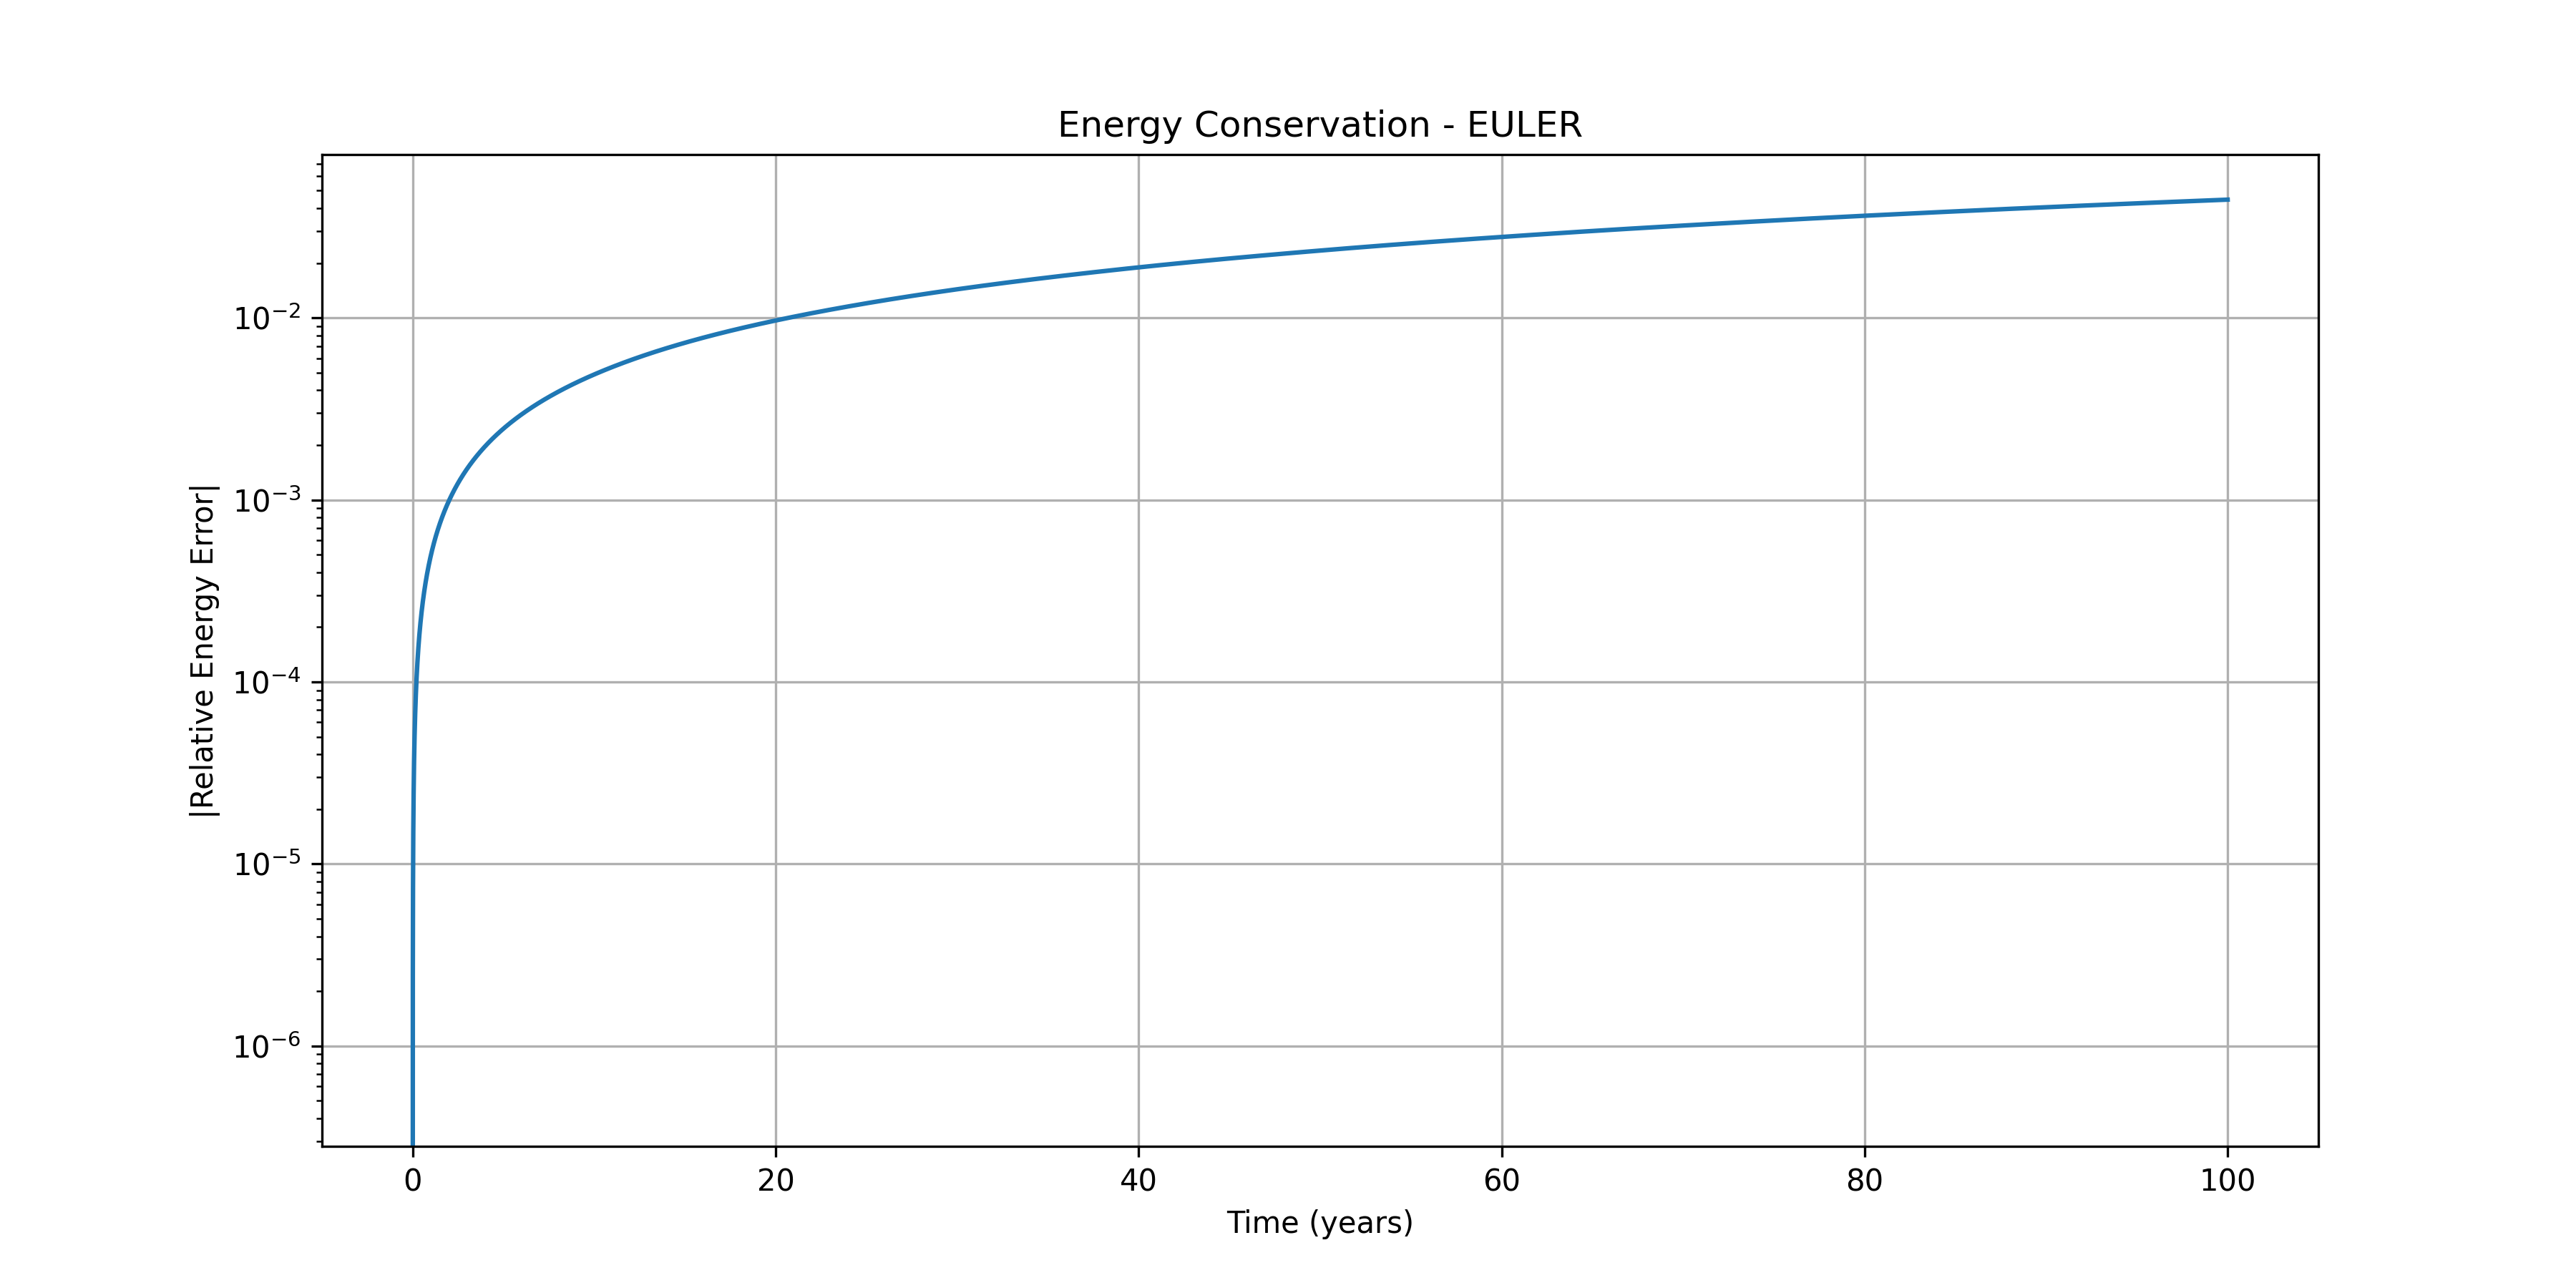 Energy Conservation - EULER
|Relative Energy Error|
10⁻²
10⁻³
10⁻⁴
10⁻⁵
10⁻⁶
0 20 40 60 80 100
Time (years)